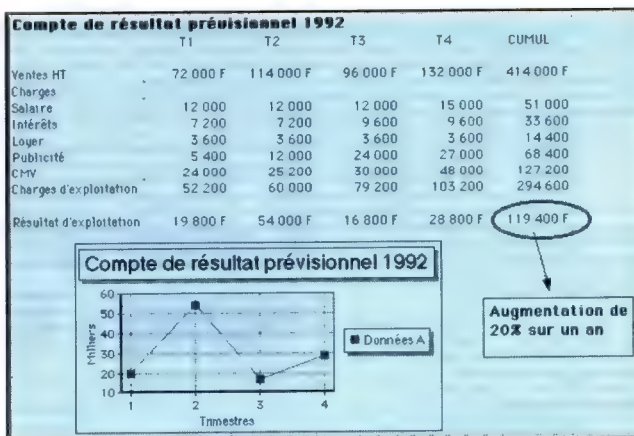 Compte de résultat prévisionnel 1992
T1 T2 T3 T4 CUMUL
Ventes HT 72 000 F 114 000 F 96 000 F 132 000 F 414 000 F
Charges
Salaire 12 000 12 000 12 000 15 000 51 000
Intérêts 7 200 7 200 9 600 9 600 33 600
Loyer 3 600 3 600 3 600 3 600 14 400
Publicité 5 400 12 000 24 000 27 000 68 400
CMV 24 000 25 200 30 000 48 000 127 200
Charges d'exploitation 52 200 60 000 79 200 103 200 294 600
Résultat d'exploitation 19 800 F 54 000 F 16 800 F 28 800 F 119 400 F
Compte de résultat prévisionnel 1992
Augmentation de
20% sur un an
60
50
40
30
20
10
Milliers
Données A
1 2 3 4
Trimestres